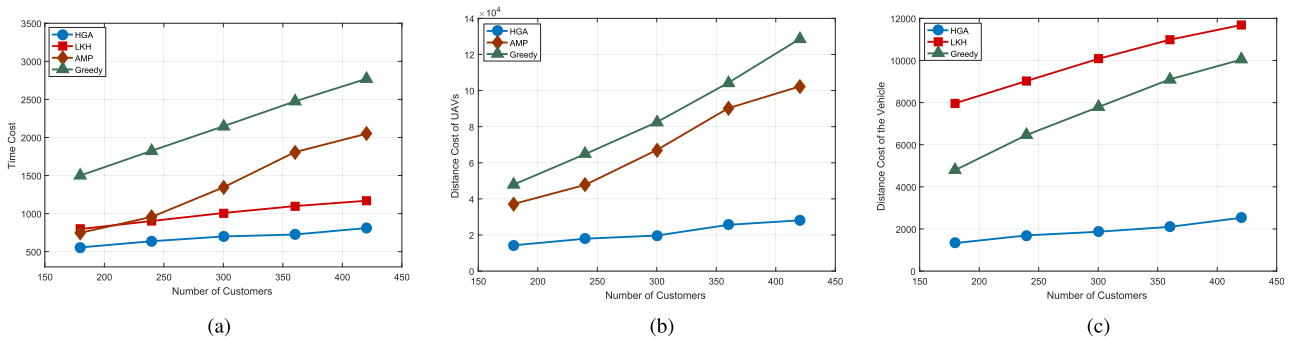 3500
3000
2500
2000
1500
1000
500
150 200 250 300 350 400 450
Time Cost
Number of Customers
HGA
LKH
AMP
Greedy
(a)
× 10⁴
14
12
10
8
6
4
2
0
150 200 250 300 350 400 450
Distance Cost of UAVs
Number of Customers
HGA
AMP
Greedy
(b)
12000
10000
8000
6000
4000
2000
0
150 200 250 300 350 400 450
Distance Cost of the Vehicle
Number of Customers
HGA
LKH
Greedy
(c)